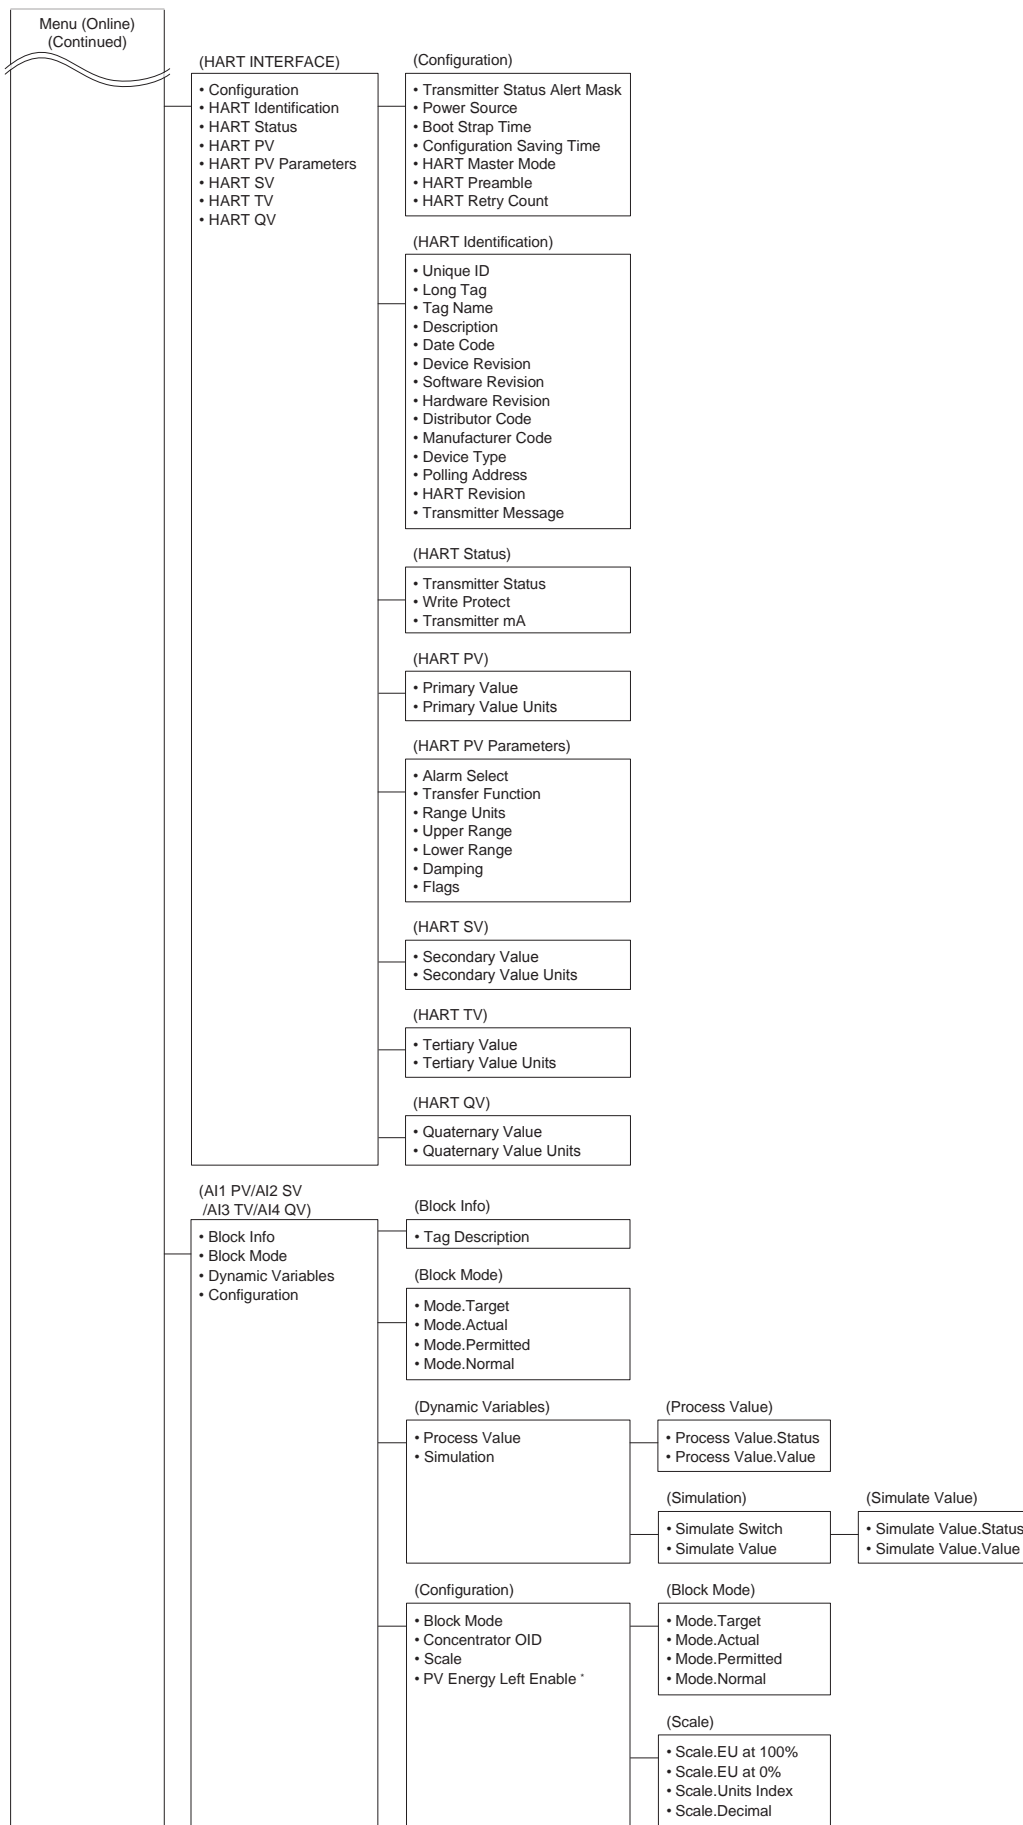 Menu (Online)
(Continued)
(HART INTERFACE)
• Configuration
• HART Identification
• HART Status
• HART PV
• HART PV Parameters
• HART SV
• HART TV
• HART QV
(Configuration)
• Transmitter Status Alert Mask
• Power Source
• Boot Strap Time
• Configuration Saving Time
• HART Master Mode
• HART Preamble
• HART Retry Count
(HART Identification)
• Unique ID
• Long Tag
• Tag Name
• Description
• Date Code
• Device Revision
• Software Revision
• Hardware Revision
• Distributor Code
• Manufacturer Code
• Device Type
• Polling Address
• HART Revision
• Transmitter Message
(HART Status)
• Transmitter Status
• Write Protect
• Transmitter mA
(HART PV)
• Primary Value
• Primary Value Units
(HART PV Parameters)
• Alarm Select
• Transfer Function
• Range Units
• Upper Range
• Lower Range
• Damping
• Flags
(HART SV)
• Secondary Value
• Secondary Value Units
(HART TV)
• Tertiary Value
• Tertiary Value Units
(HART QV)
• Quaternary Value
• Quaternary Value Units
(AI1 PV/AI2 SV
/AI3 TV/AI4 QV)
• Block Info
• Block Mode
• Dynamic Variables
• Configuration
(Block Info)
• Tag Description
(Block Mode)
• Mode.Target
• Mode.Actual
• Mode.Permitted
• Mode.Normal
(Dynamic Variables)
• Process Value
• Simulation
(Process Value)
• Process Value.Status
• Process Value.Value
(Simulation)
• Simulate Switch
• Simulate Value
(Simulate Value)
• Simulate Value.Status
• Simulate Value.Value
(Configuration)
• Block Mode
• Concentrator OID
• Scale
• PV Energy Left Enable *
(Block Mode)
• Mode.Target
• Mode.Actual
• Mode.Permitted
• Mode.Normal
(Scale)
• Scale.EU at 100%
• Scale.EU at 0%
• Scale.Units Index
• Scale.Decimal